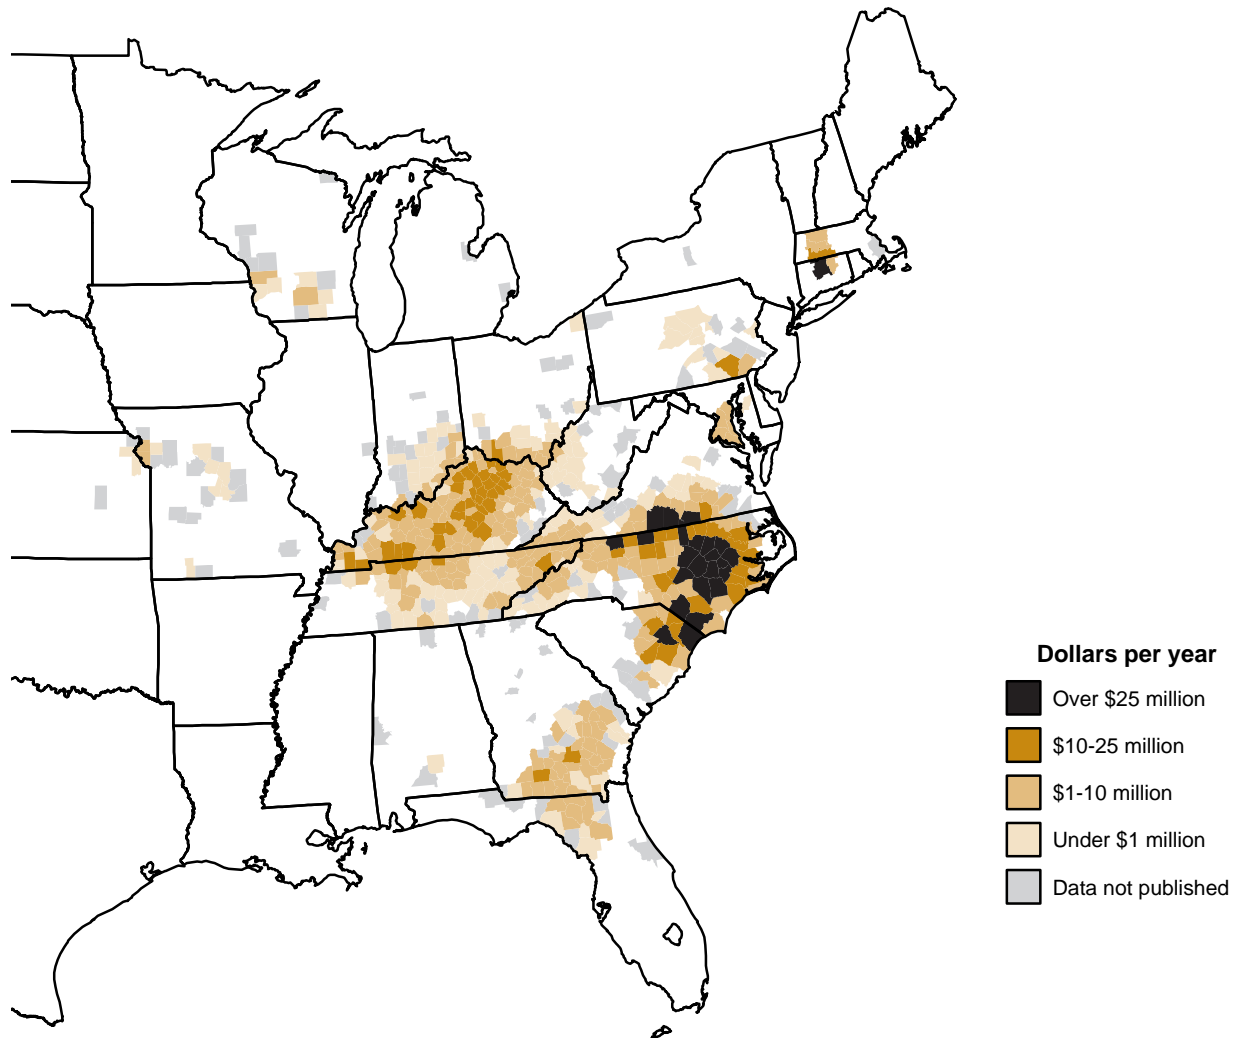 Dollars per year
Over $25 million
$10-25 million
$1-10 million
Under $1 million
Data not published